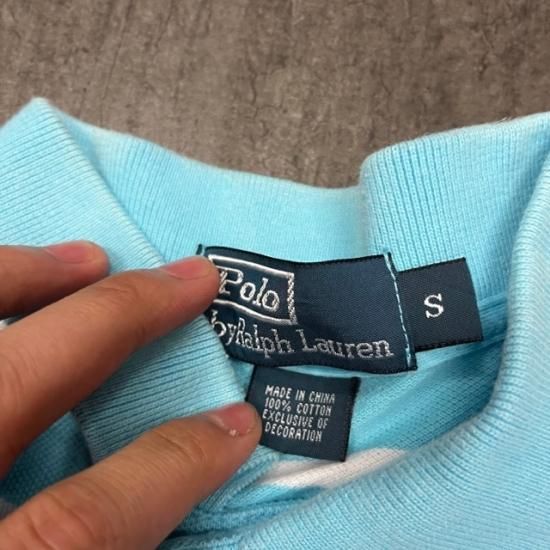 Polo
by Ralph Lauren
S
MADE IN CHINA
100% COTTON
EXCLUSIVE OF
DECORATION